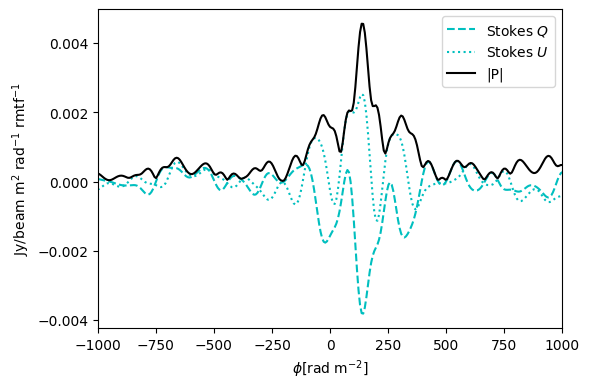 Stokes Q
Stokes U
|P|
0.004
0.002
0.000
−0.002
−0.004
Jy/beam m² rad⁻¹ rmtf⁻¹
−1000 −750 −500 −250 0 250 500 750 1000
ϕ[rad m⁻²]